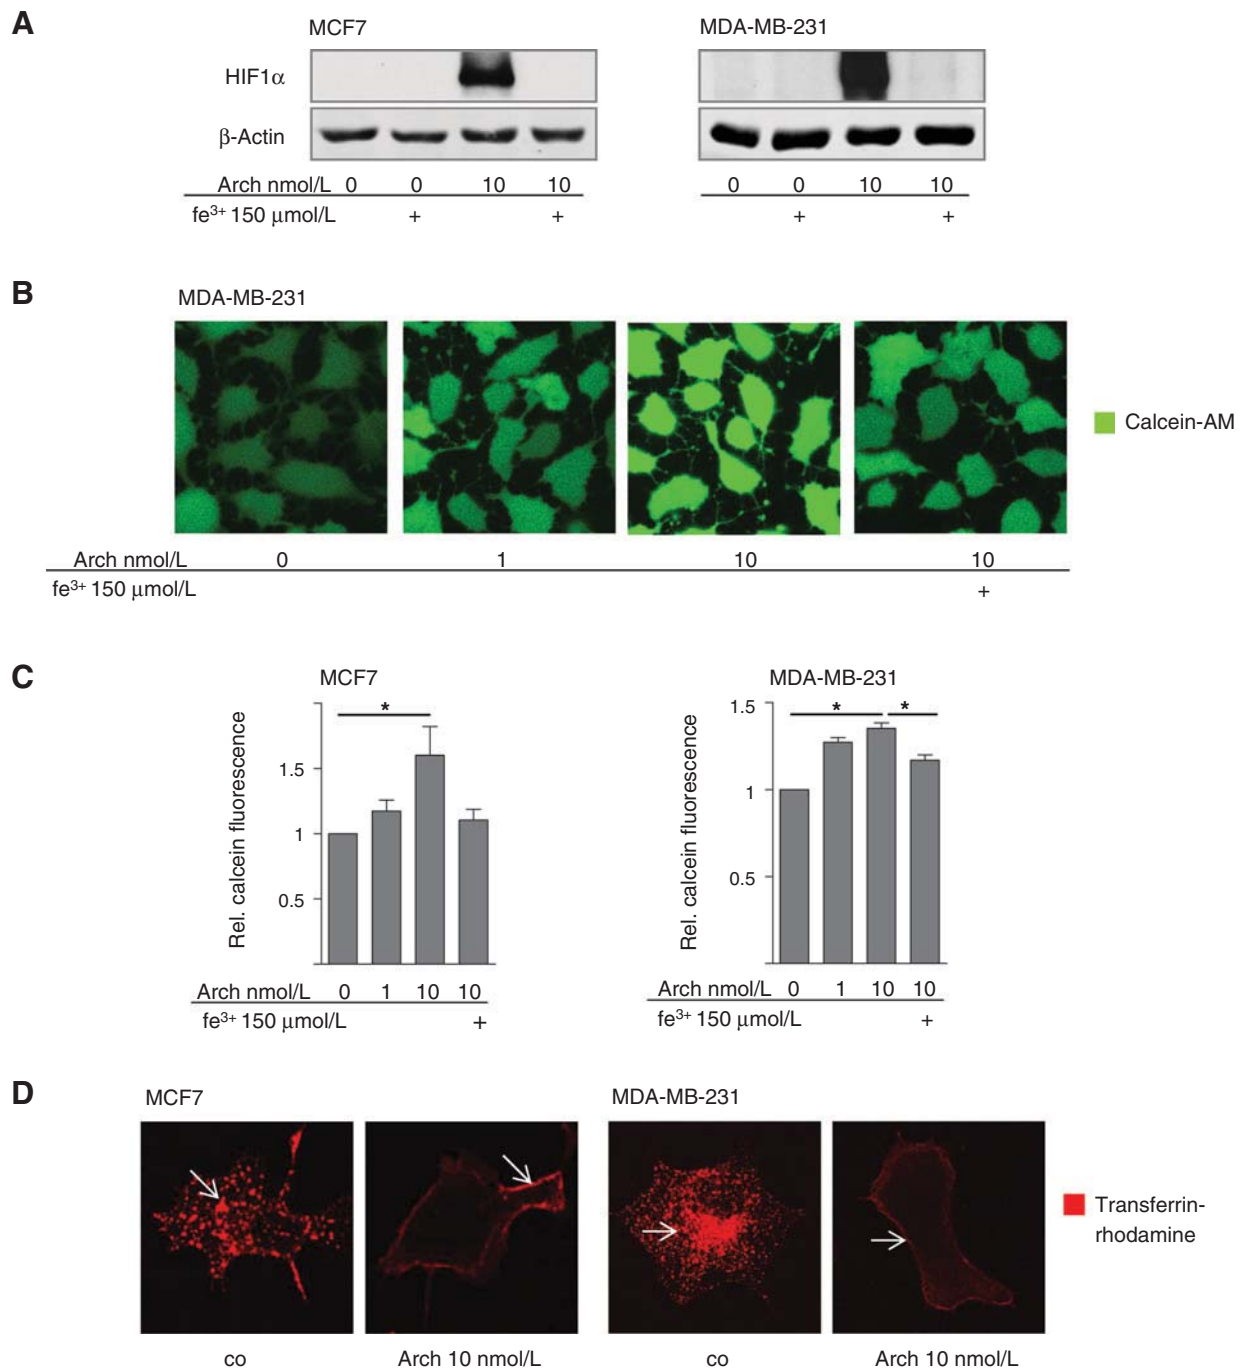 A
MCF7
MDA-MB-231
HIF1α
β-Actin
Arch nmol/L 0 0 10 10
0 0 10 10
fe³⁺ 150 μmol/L + +
+ +
B
MDA-MB-231
Calcein-AM
Arch nmol/L 0 1 10 10
fe³⁺ 150 μmol/L +
C
MCF7
Rel. calcein fluorescence
*
1.5
1
0.5
Arch nmol/L 0 1 10 10
fe³⁺ 150 μmol/L +
MDA-MB-231
Rel. calcein fluorescence
1.5
* *
1
0.5
Arch nmol/L 0 1 10 10
fe³⁺ 150 μmol/L +
D
MCF7
MDA-MB-231
Transferrin-
rhodamine
co
Arch 10 nmol/L
co
Arch 10 nmol/L